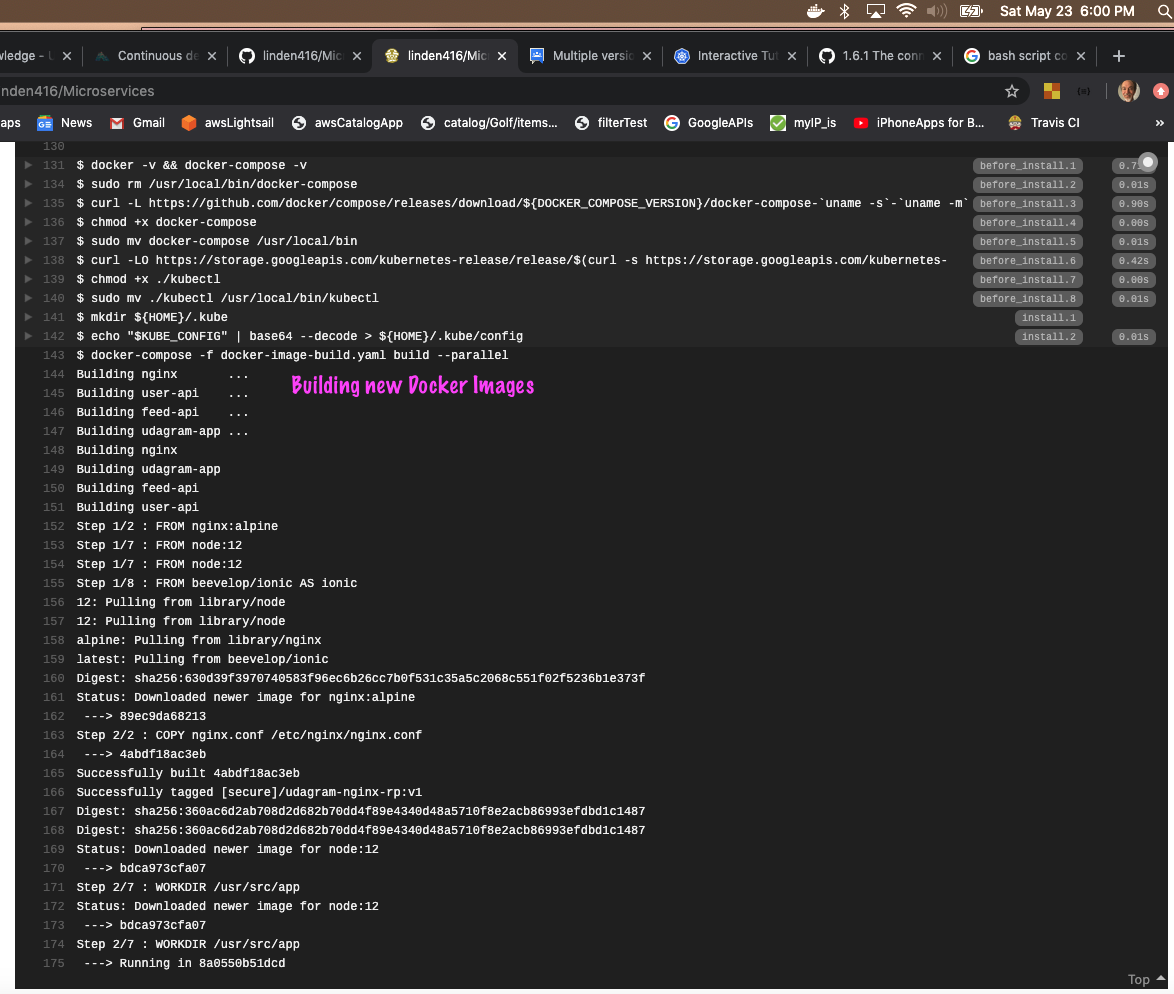 Sat May 23 6:00 PM
wledge - U
Continuous de
linden416/Mic
linden416/Mic
Multiple versic
Interactive Tut
1.6.1 The conn
bash script co
nden416/Microservices
aps News Gmail awsLightsail awsCatalogApp catalog/Golf/items... filterTest GoogleAPIs myIP_is iPhoneApps for B... Travis CI »
130
131 $ docker -v && docker-compose -v before_install.1
134 $ sudo rm /usr/local/bin/docker-compose before_install.2 0.01s
135 $ curl -L https://github.com/docker/compose/releases/download/${DOCKER_COMPOSE_VERSION}/docker-compose-`uname -s`-`uname -m` before_install.3 0.90s
136 $ chmod +x docker-compose before_install.4 0.00s
137 $ sudo mv docker-compose /usr/local/bin before_install.5 0.01s
138 $ curl -LO https://storage.googleapis.com/kubernetes-release/release/$(curl -s https://storage.googleapis.com/kubernetes- before_install.6 0.42s
139 $ chmod +x ./kubectl before_install.7 0.00s
140 $ sudo mv ./kubectl /usr/local/bin/kubectl before_install.8 0.01s
141 $ mkdir ${HOME}/.kube install.1
142 $ echo "$KUBE_CONFIG" | base64 --decode > ${HOME}/.kube/config install.2 0.01s
143 $ docker-compose -f docker-image-build.yaml build --parallel
144 Building nginx ...
Building new Docker Images
145 Building user-api ...
146 Building feed-api ...
147 Building udagram-app ...
148 Building nginx
149 Building udagram-app
150 Building feed-api
151 Building user-api
152 Step 1/2 : FROM nginx:alpine
153 Step 1/7 : FROM node:12
154 Step 1/7 : FROM node:12
155 Step 1/8 : FROM beevelop/ionic AS ionic
156 12: Pulling from library/node
157 12: Pulling from library/node
158 alpine: Pulling from library/nginx
159 latest: Pulling from beevelop/ionic
160 Digest: sha256:630d39f3970740583f96ec6b26cc7b0f531c35a5c2068c551f02f5236b1e373f
161 Status: Downloaded newer image for nginx:alpine
162 ---> 89ec9da68213
163 Step 2/2 : COPY nginx.conf /etc/nginx/nginx.conf
164 ---> 4abdf18ac3eb
165 Successfully built 4abdf18ac3eb
166 Successfully tagged [secure]/udagram-nginx-rp:v1
167 Digest: sha256:360ac6d2ab708d2d682b70dd4f89e4340d48a5710f8e2acb86993efdbd1c1487
168 Digest: sha256:360ac6d2ab708d2d682b70dd4f89e4340d48a5710f8e2acb86993efdbd1c1487
169 Status: Downloaded newer image for node:12
170 ---> bdca973cfa07
171 Step 2/7 : WORKDIR /usr/src/app
172 Status: Downloaded newer image for node:12
173 ---> bdca973cfa07
174 Step 2/7 : WORKDIR /usr/src/app
175 ---> Running in 8a0550b51dcd
Top